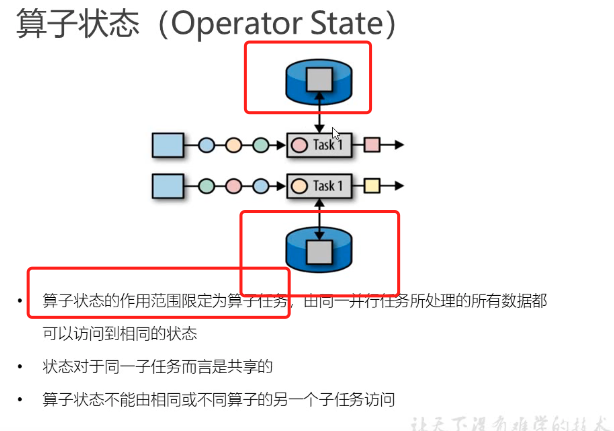 算子状态（Operator State）
Task 1
Task 1
• 算子状态的作用范围限定为算子任务，由同一并行任务所处理的所有数据都
可以访问到相同的状态
• 状态对于同一子任务而言是共享的
• 算子状态不能由相同或不同算子的另一个子任务访问
让天下没有难学的技术